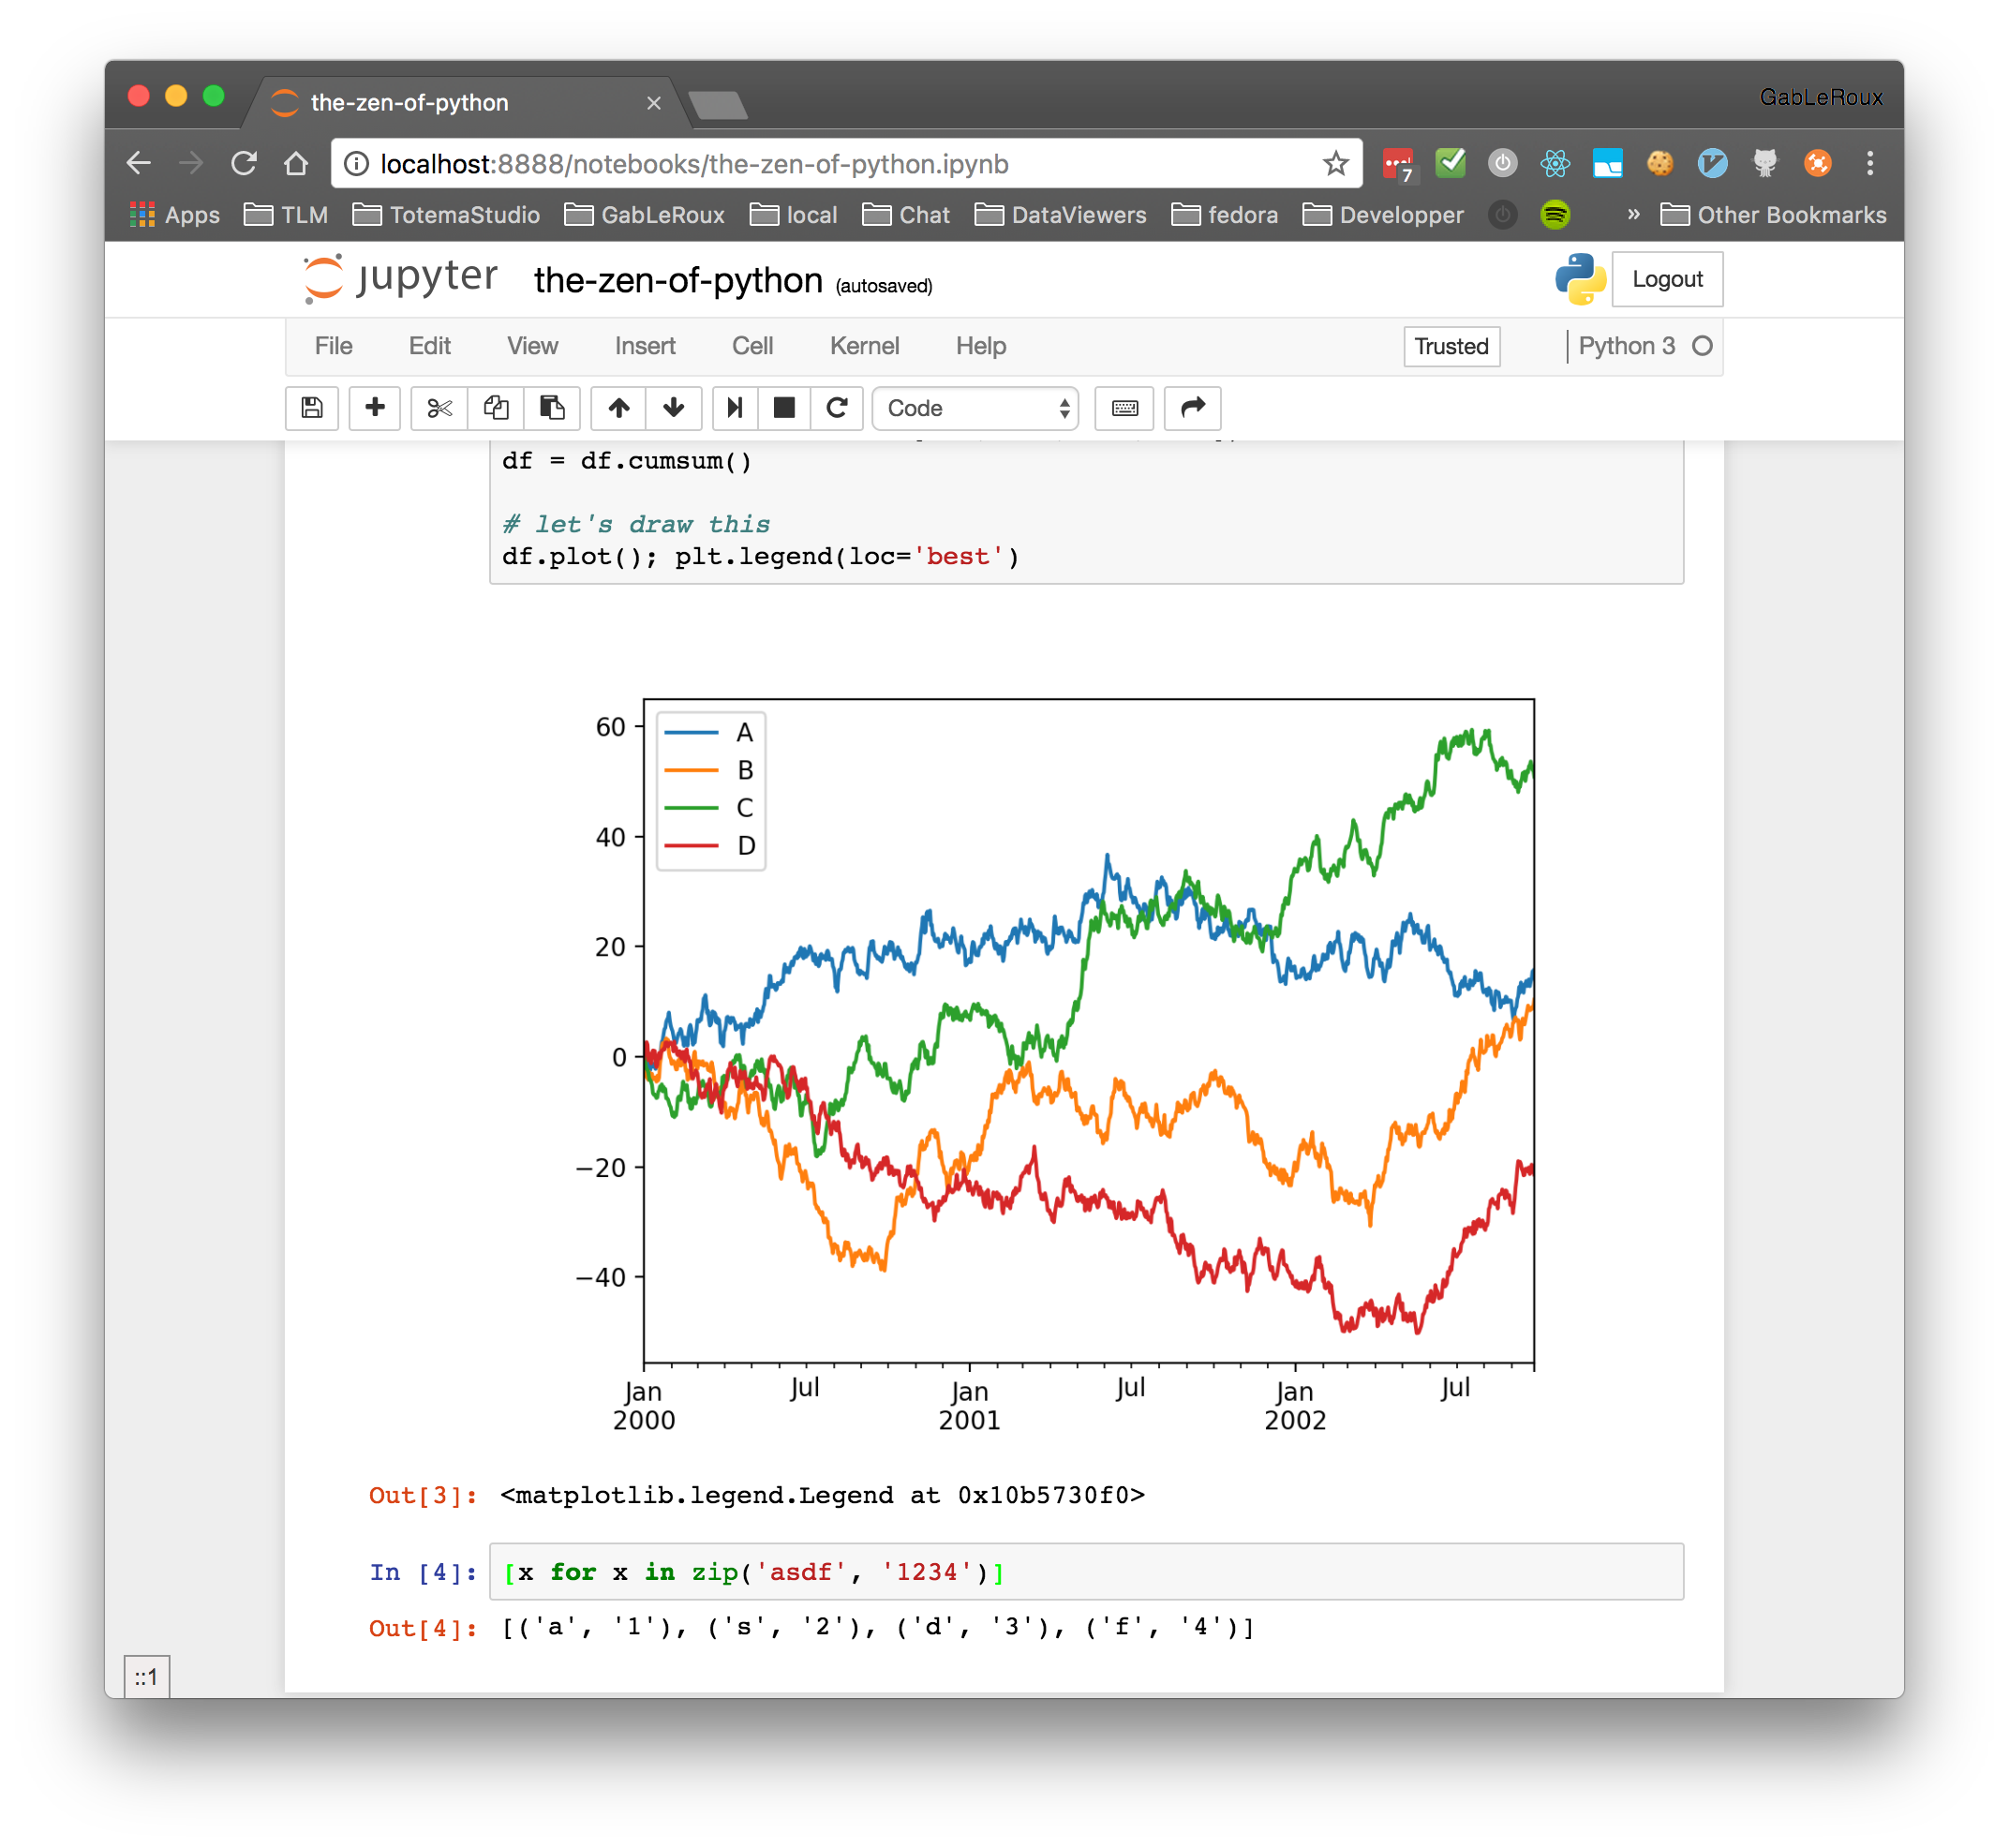 the-zen-of-python
GabLeRoux
localhost:8888/notebooks/the-zen-of-python.ipynb
7
Apps TLM TotemaStudio GabLeRoux local Chat DataViewers fedora Developper » Other Bookmarks
jupyter the-zen-of-python (autosaved) Logout
File Edit View Insert Cell Kernel Help Trusted Python 3
Code
df = df.cumsum()
# let's draw this
df.plot(); plt.legend(loc='best')
60
40
20
0
−20
−40
A
B
C
D
Jan Jul Jan Jul Jan Jul
2000 2001 2002
Out[3]: <matplotlib.legend.Legend at 0x10b5730f0>
In [4]: [x for x in zip('asdf', '1234')]
Out[4]: [('a', '1'), ('s', '2'), ('d', '3'), ('f', '4')]
::1